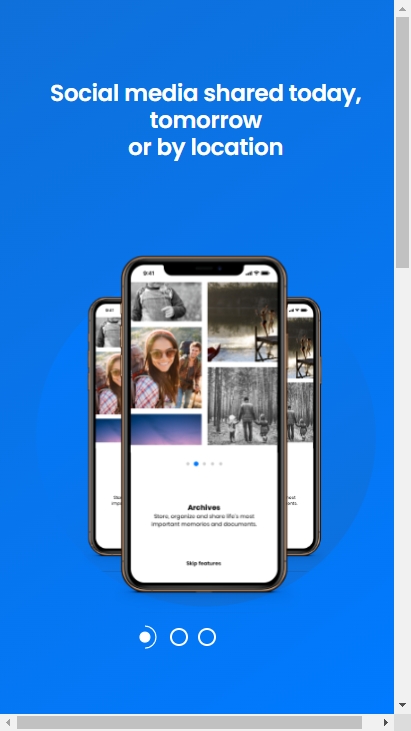 Social media shared today,
tomorrow
or by location
9:41
Archives
Store, organize and share life's most
important memories and documents.
Skip features